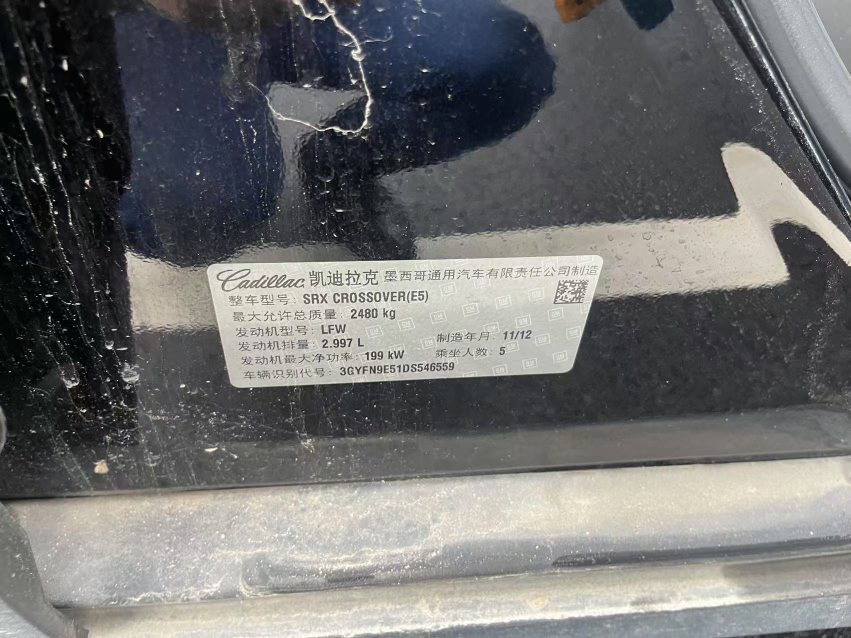 Cadillac 凯迪拉克 墨西哥通用汽车有限责任公司制造
整车型号: SRX CROSSOVER(E5)
最大允许总质量: 2480 kg
发动机型号: LFW
发动机排量: 2.997 L 制造年月: 11/12
发动机最大净功率: 199 kW 乘坐人数: 5
车辆识别代号: 3GYFN9E51DS546559